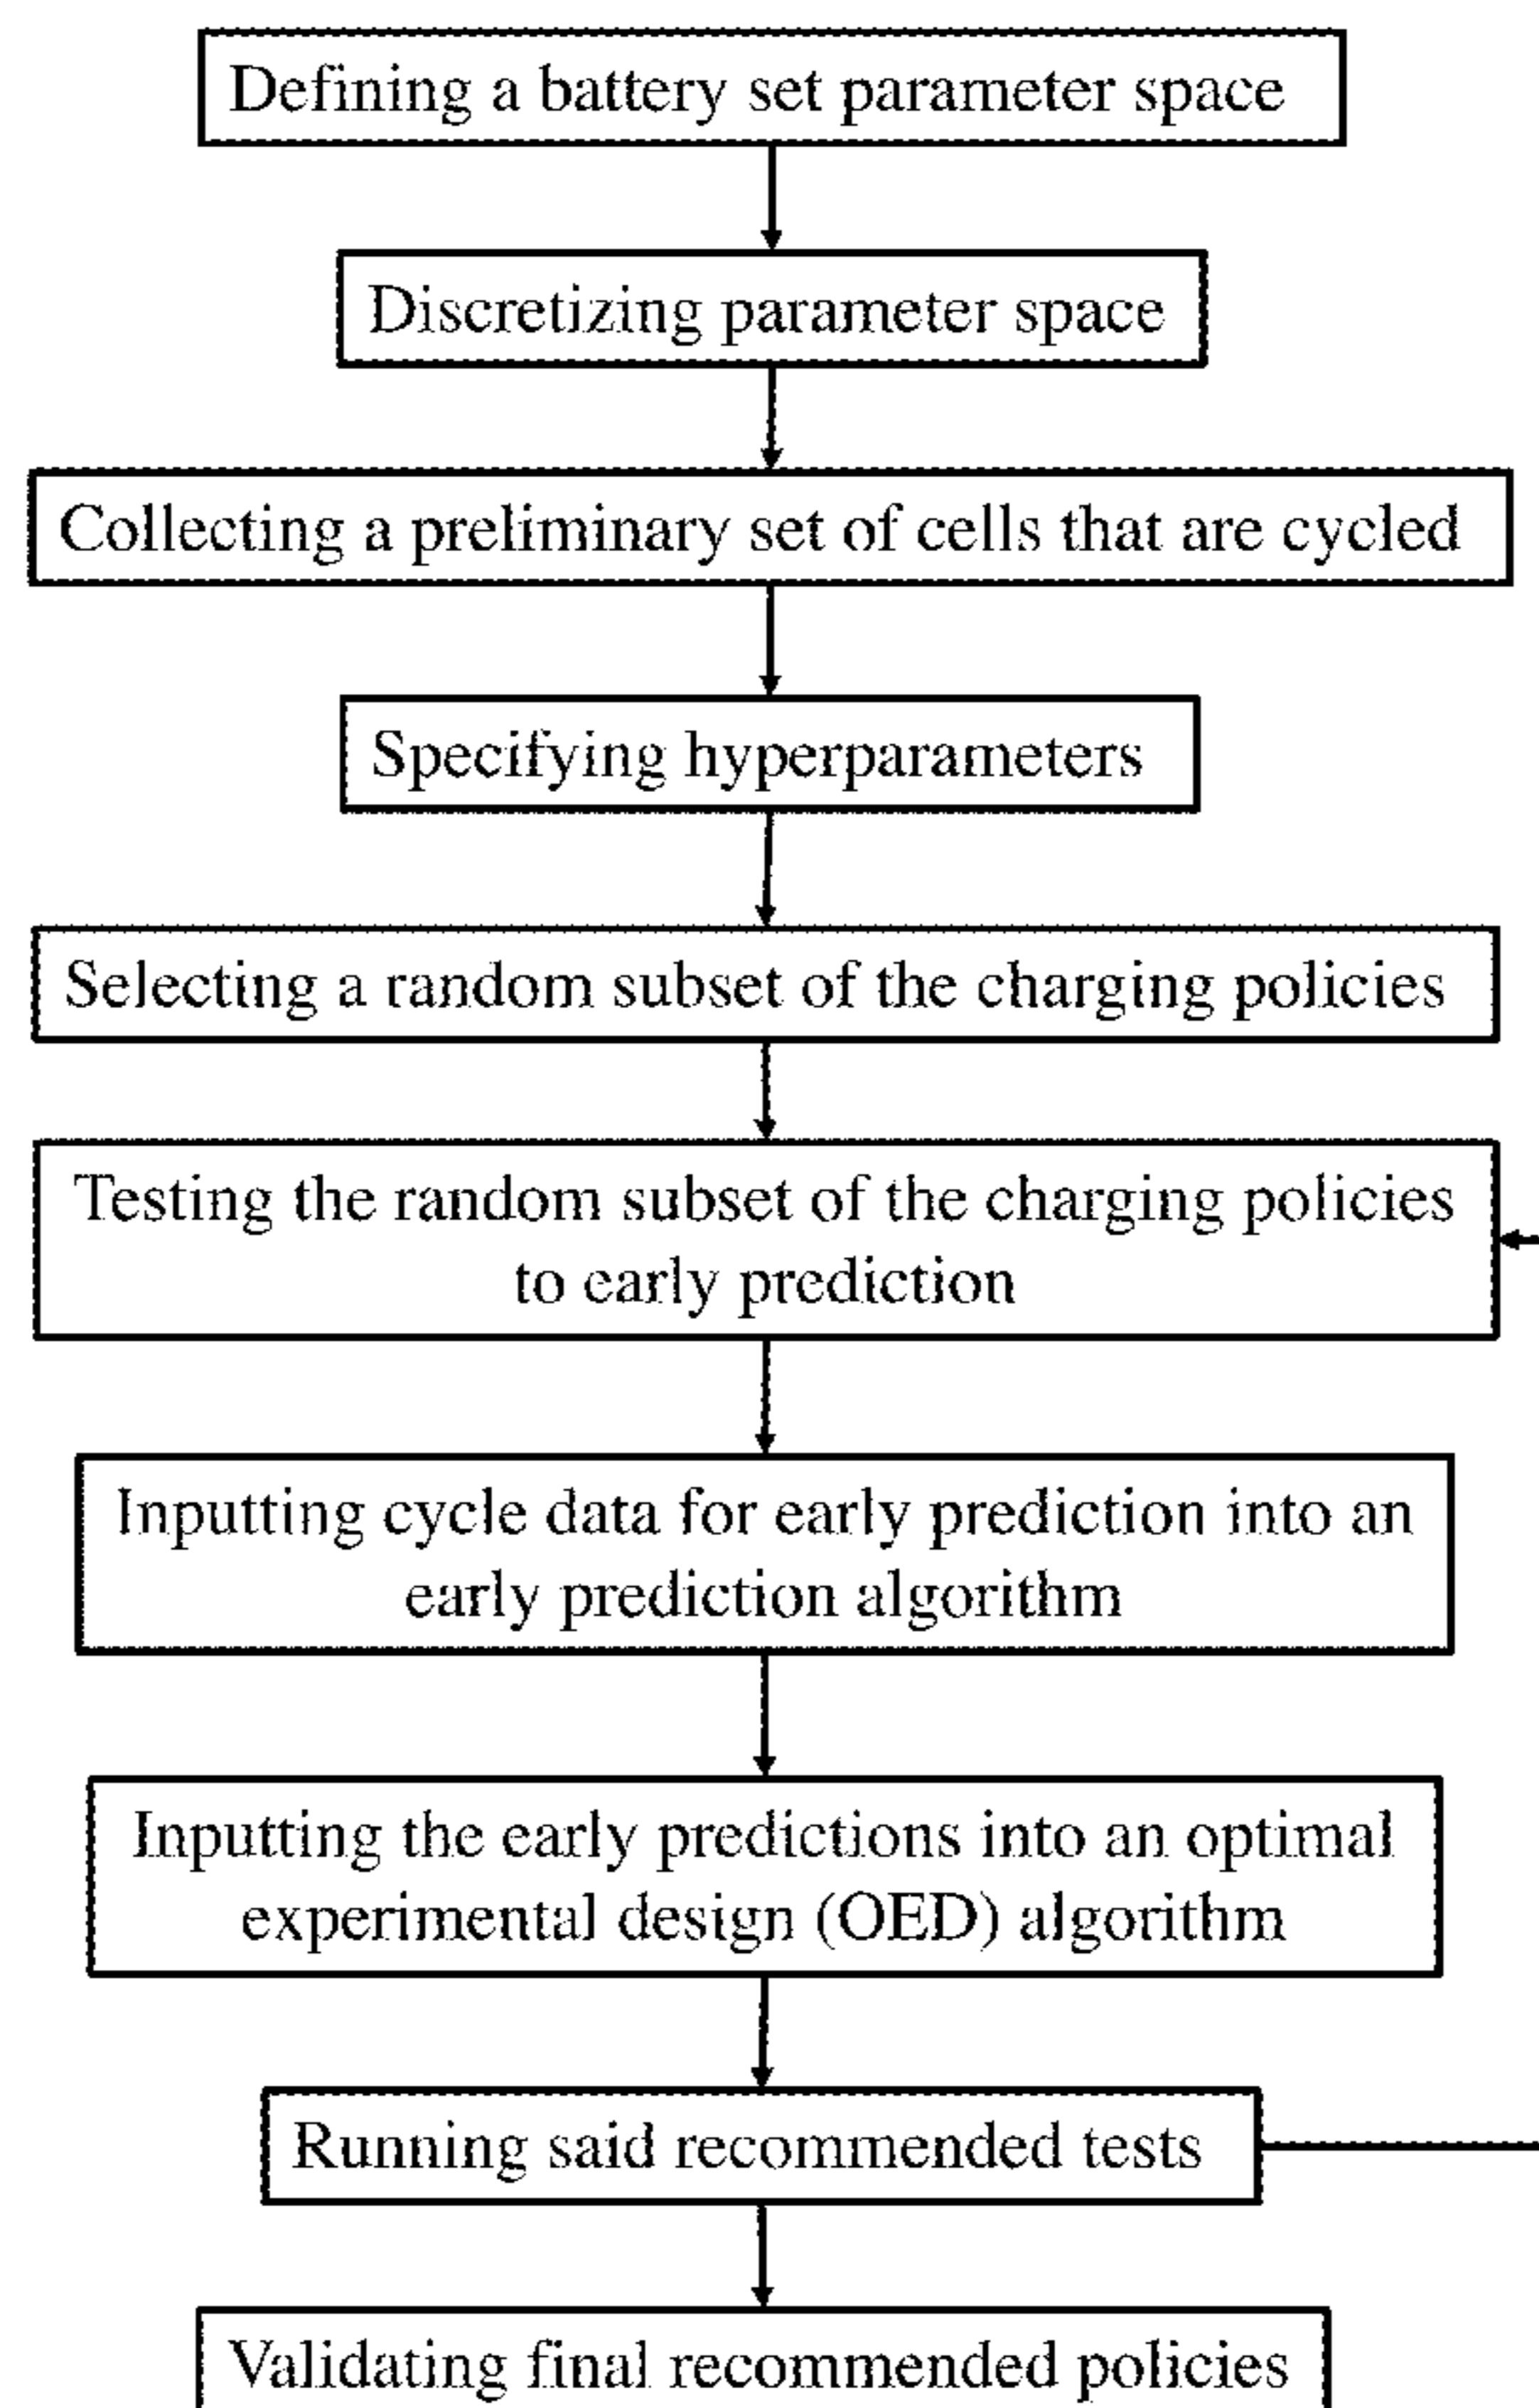 Defining a battery set parameter space
Discretizing parameter space
Collecting a preliminary set of cells that are cycled
Specifying hyperparameters
Selecting a random subset of the charging policies
Testing the random subset of the charging policies
to early prediction
Inputting cycle data for early prediction into an
early prediction algorithm
Inputting the early predictions into an optimal
experimental design (OED) algorithm
Running said recommended tests
Validating final recommended policies